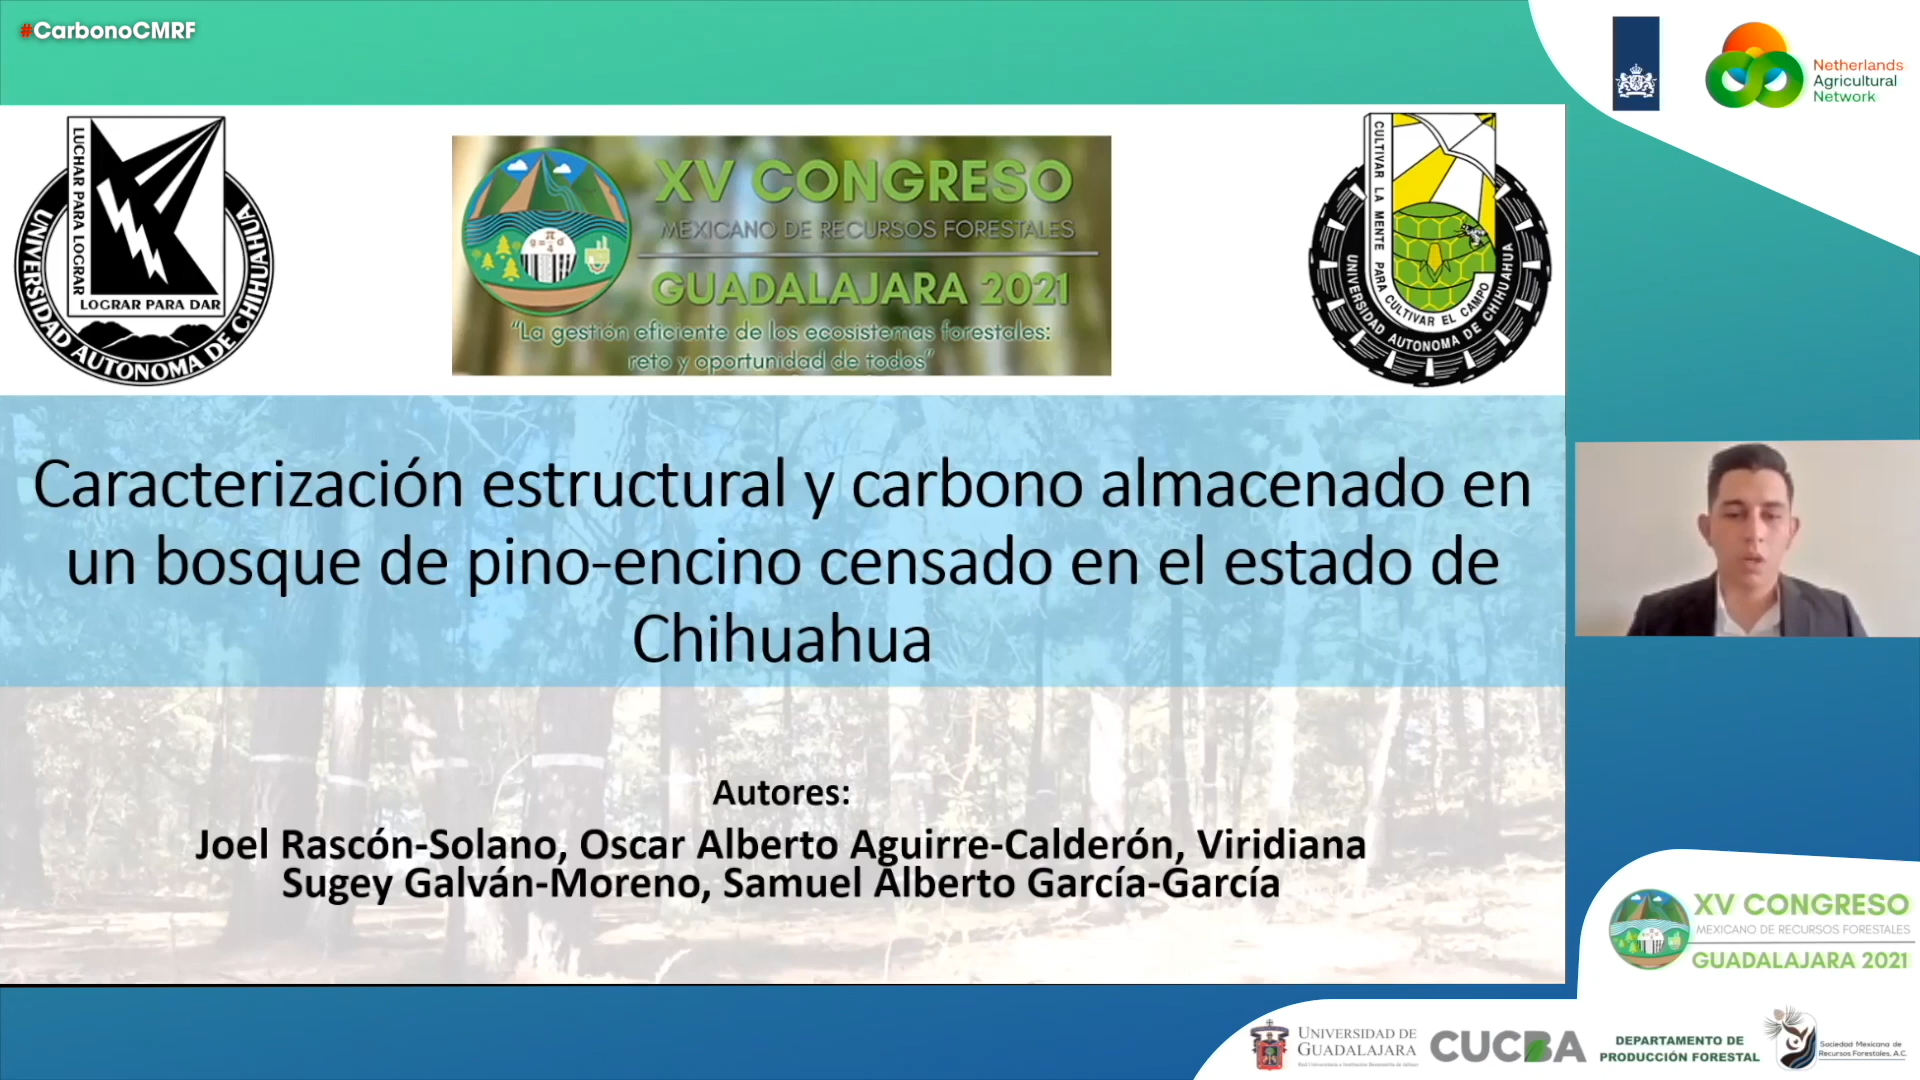 #CarbonoCMRF
Netherlands
Agricultural
Network
LUCHAR PARA LOGRAR
LOGRAR PARA DAR
UNIVERSIDAD AUTONOMA DE CHIHUAHUA
XV CONGRESO
MEXICANO DE RECURSOS FORESTALES
GUADALAJARA 2021
“La gestión eficiente de los ecosistemas forestales:
reto y oportunidad de todos”
CULTIVAR LA MENTE PARA CULTIVAR EL CAMPO
UNIVERSIDAD AUTONOMA DE CHIHUAHUA
Caracterización estructural y carbono almacenado en
un bosque de pino-encino censado en el estado de
Chihuahua
Autores:
Joel Rascón-Solano, Oscar Alberto Aguirre-Calderón, Viridiana
Sugey Galván-Moreno, Samuel Alberto García-García
XV CONGRESO
MEXICANO DE RECURSOS FORESTALES
GUADALAJARA 2021
UNIVERSIDAD DE
GUADALAJARA
CUCBA
DEPARTAMENTO DE
PRODUCCIÓN FORESTAL
Sociedad Mexicana de
Recursos Forestales, A.C.